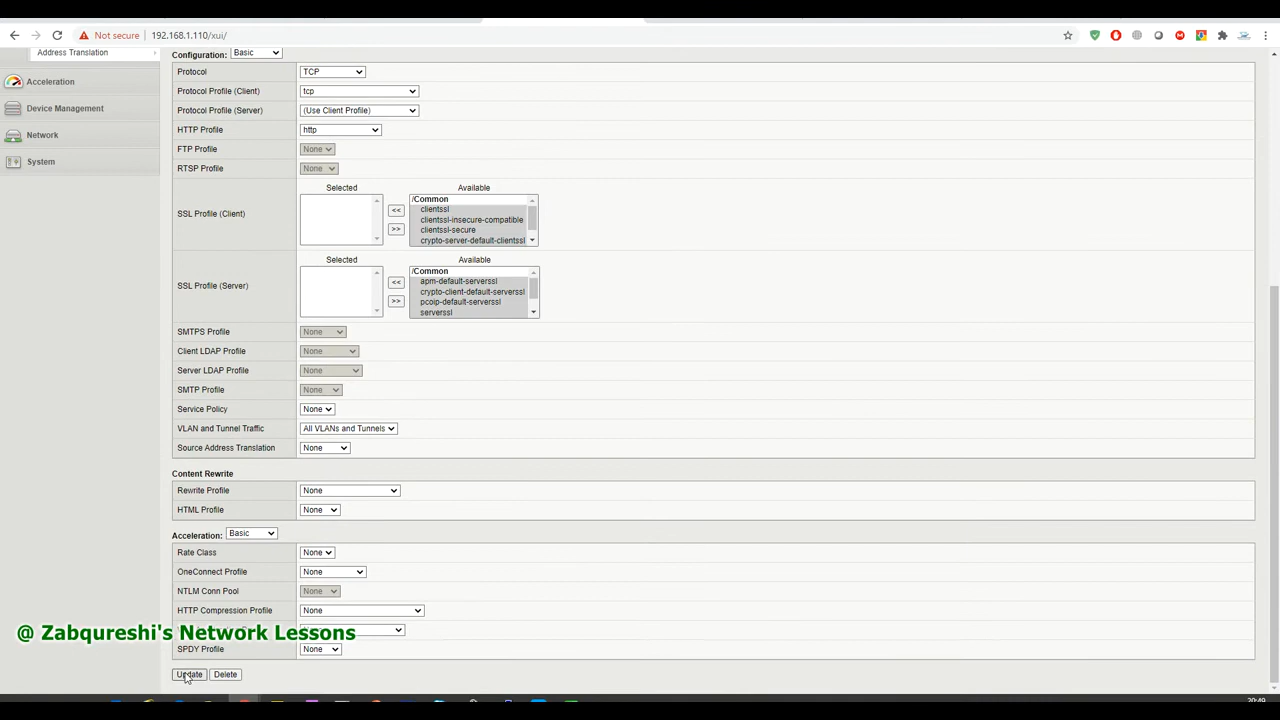 Not secure 192.168.1.110/xui/
Address Translation
Acceleration
Device Management
Network
System
Configuration: Basic
Protocol TCP
Protocol Profile (Client) tcp
Protocol Profile (Server) (Use Client Profile)
HTTP Profile http
FTP Profile None
RTSP Profile None
Selected Available
SSL Profile (Client)
<< >>
/Common
clientssl
clientssl-insecure-compatible
clientssl-secure
crypto-server-default-clientssl
Selected Available
SSL Profile (Server)
<< >>
/Common
apm-default-serverssl
crypto-client-default-serverssl
pcoip-default-serverssl
serverssl
SMTPS Profile None
Client LDAP Profile None
Server LDAP Profile None
SMTP Profile None
Service Policy None
VLAN and Tunnel Traffic All VLANs and Tunnels
Source Address Translation None
Content Rewrite
Rewrite Profile None
HTML Profile None
Acceleration: Basic
Rate Class None
OneConnect Profile None
NTLM Conn Pool None
HTTP Compression Profile None
@ Zabqureshi's Network Lessons
SPDY Profile None
Update Delete
20:49